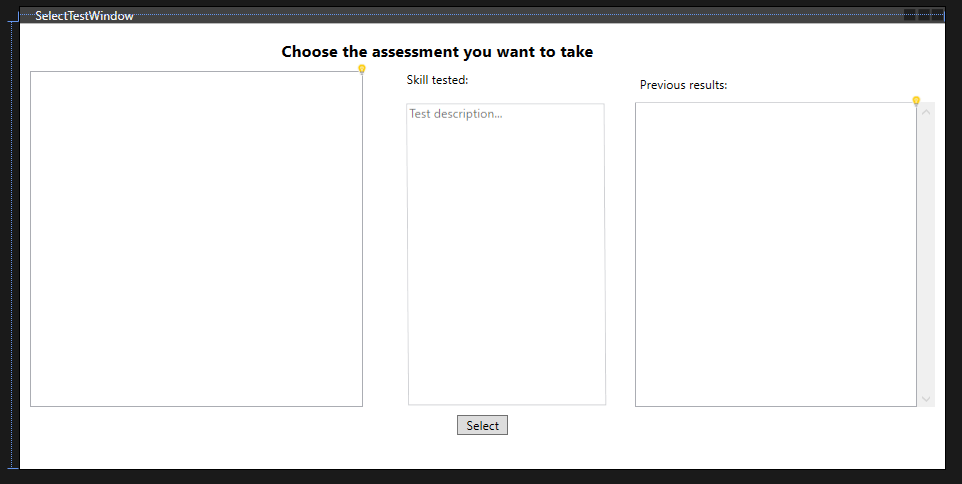 SelectTestWindow
Choose the assessment you want to take
Skill tested:
Previous results:
Test description...
Select